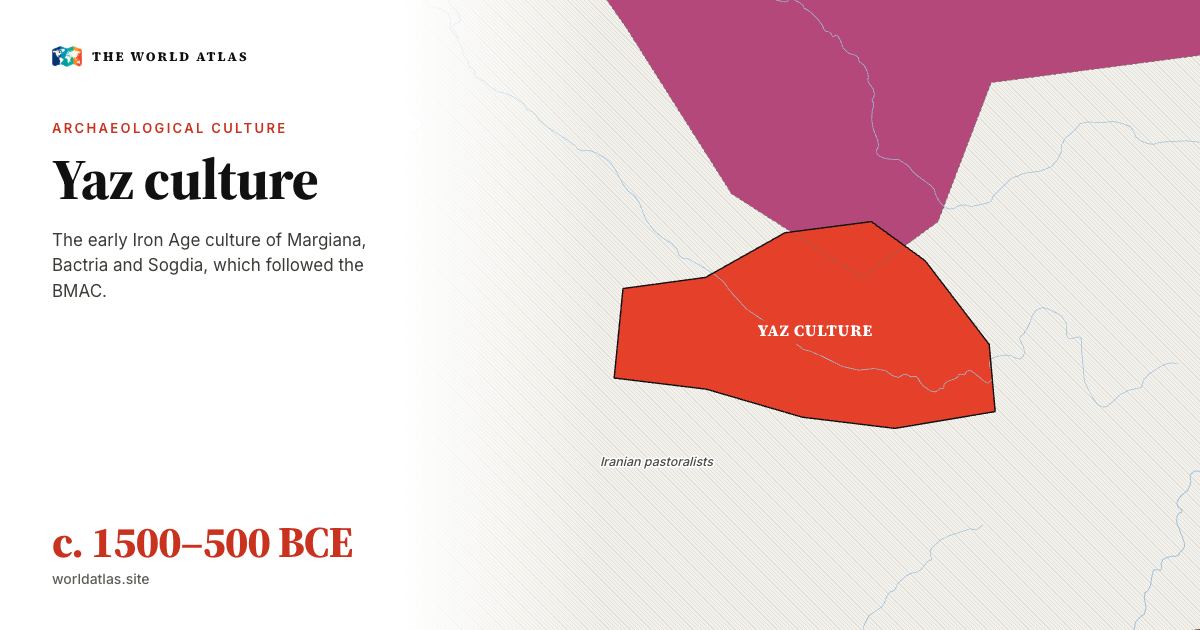 THE WORLD ATLAS
ARCHAEOLOGICAL CULTURE
Yaz culture
The early Iron Age culture of Margiana,
Bactria and Sogdia, which followed the
BMAC.
c. 1500–500 BCE
worldatlas.site
YAZ CULTURE
Iranian pastoralists